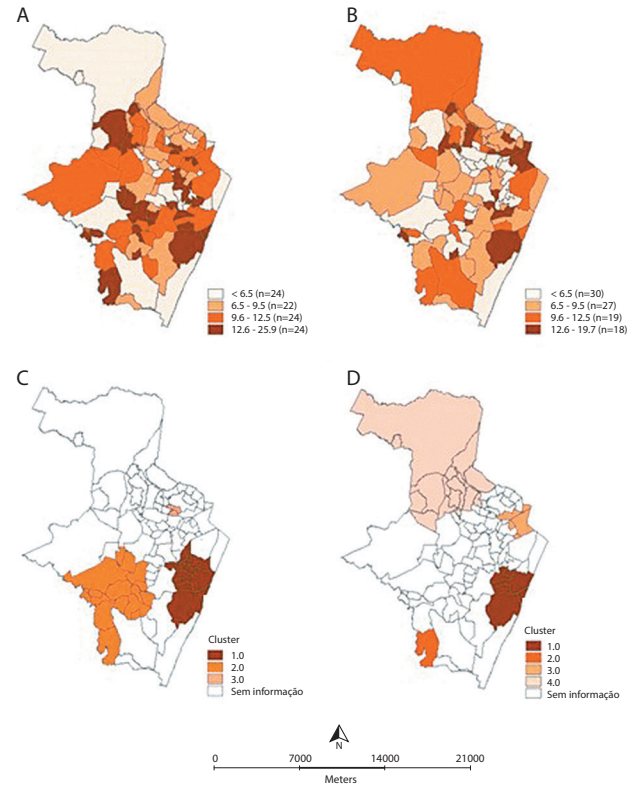 A
B
< 6.5 (n=24)
6.5 - 9.5 (n=22)
9.6 - 12.5 (n=24)
12.6 - 25.9 (n=24)
< 6.5 (n=30)
6.5 - 9.5 (n=27)
9.6 - 12.5 (n=19)
12.6 - 19.7 (n=18)
C
D
Cluster
1.0
2.0
3.0
Sem informação
Cluster
1.0
2.0
3.0
4.0
Sem informação
N
0 7000 14000 21000
Meters